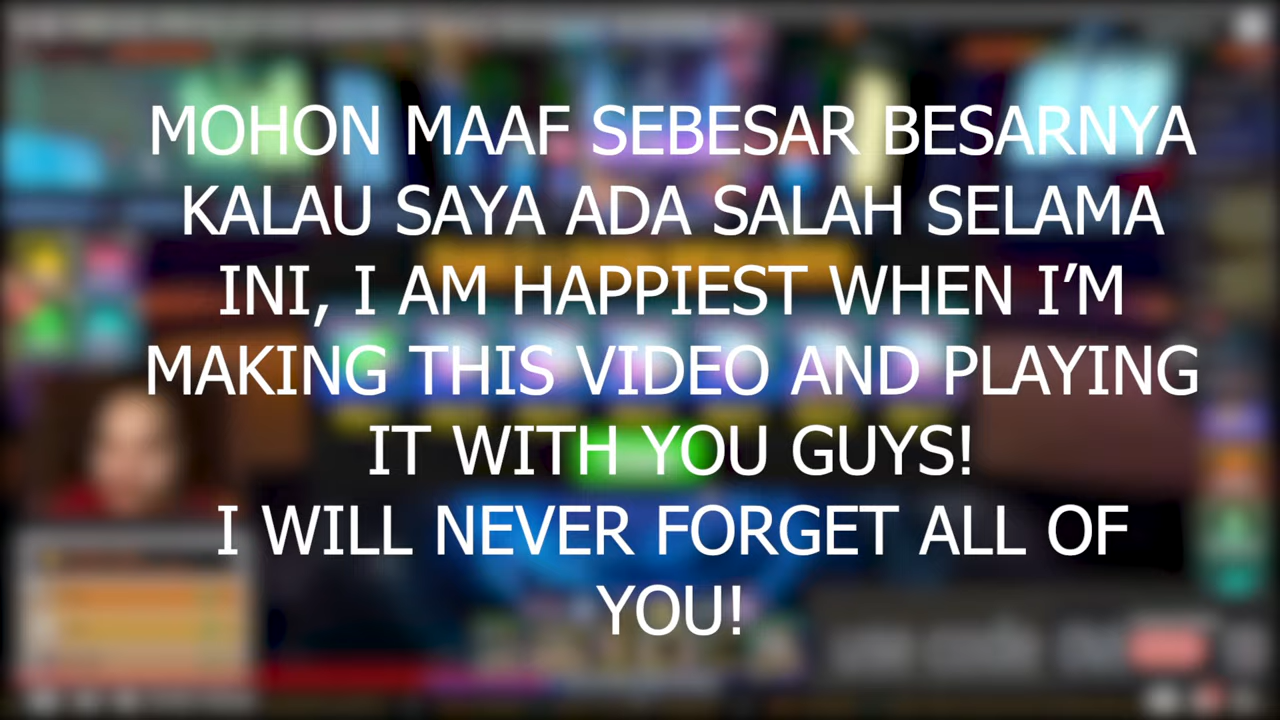 MOHON MAAF SEBESAR BESARNYA
KALAU SAYA ADA SALAH SELAMA
INI, I AM HAPPIEST WHEN I’M
MAKING THIS VIDEO AND PLAYING
IT WITH YOU GUYS!
I WILL NEVER FORGET ALL OF
YOU!